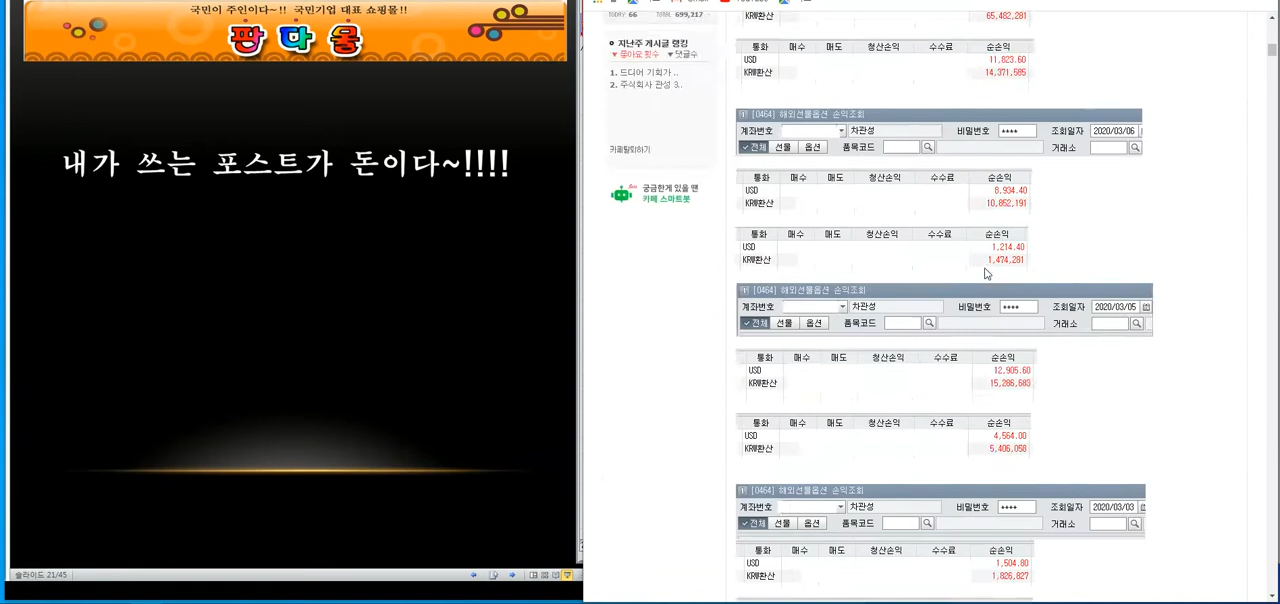 국민이 주인이다~!! 국민기업 대표 쇼핑몰!!
판다몰
내가 쓰는 포스트가 돈이다~!!!!
슬라이드 21/45
TODAY 66 TOTAL 699,217
지난주 게시글 랭킹
▼ 좋아요 횟수 ▼ 댓글수
1. 드디어 기회가 ..
2. 주식회사 관성 3..
카페탈퇴하기
궁금한게 있을 땐
카페 스마트봇
KRW환산 65,482,281
통화 매수 매도 청산손익 수수료 순손익
USD 11,823.60
KRW환산 14,371,585
[0464] 해외선물옵션 손익조회
계좌번호 차관성 비밀번호 **** 조회일자 2020/03/06
전체 선물 옵션 품목코드 거래소
통화 매수 매도 청산손익 수수료 순손익
USD 8,934.40
KRW환산 10,852,191
통화 매수 매도 청산손익 수수료 순손익
USD 1,214.40
KRW환산 1,474,281
[0464] 해외선물옵션 손익조회
계좌번호 차관성 비밀번호 **** 조회일자 2020/03/05
전체 선물 옵션 품목코드 거래소
통화 매수 매도 청산손익 수수료 순손익
USD 12,905.60
KRW환산 15,286,683
통화 매수 매도 청산손익 수수료 순손익
USD 4,564.00
KRW환산 5,406,058
[0464] 해외선물옵션 손익조회
계좌번호 차관성 비밀번호 **** 조회일자 2020/03/03
전체 선물 옵션 품목코드 거래소
통화 매수 매도 청산손익 수수료 순손익
USD 1,504.80
KRW환산 1,826,827